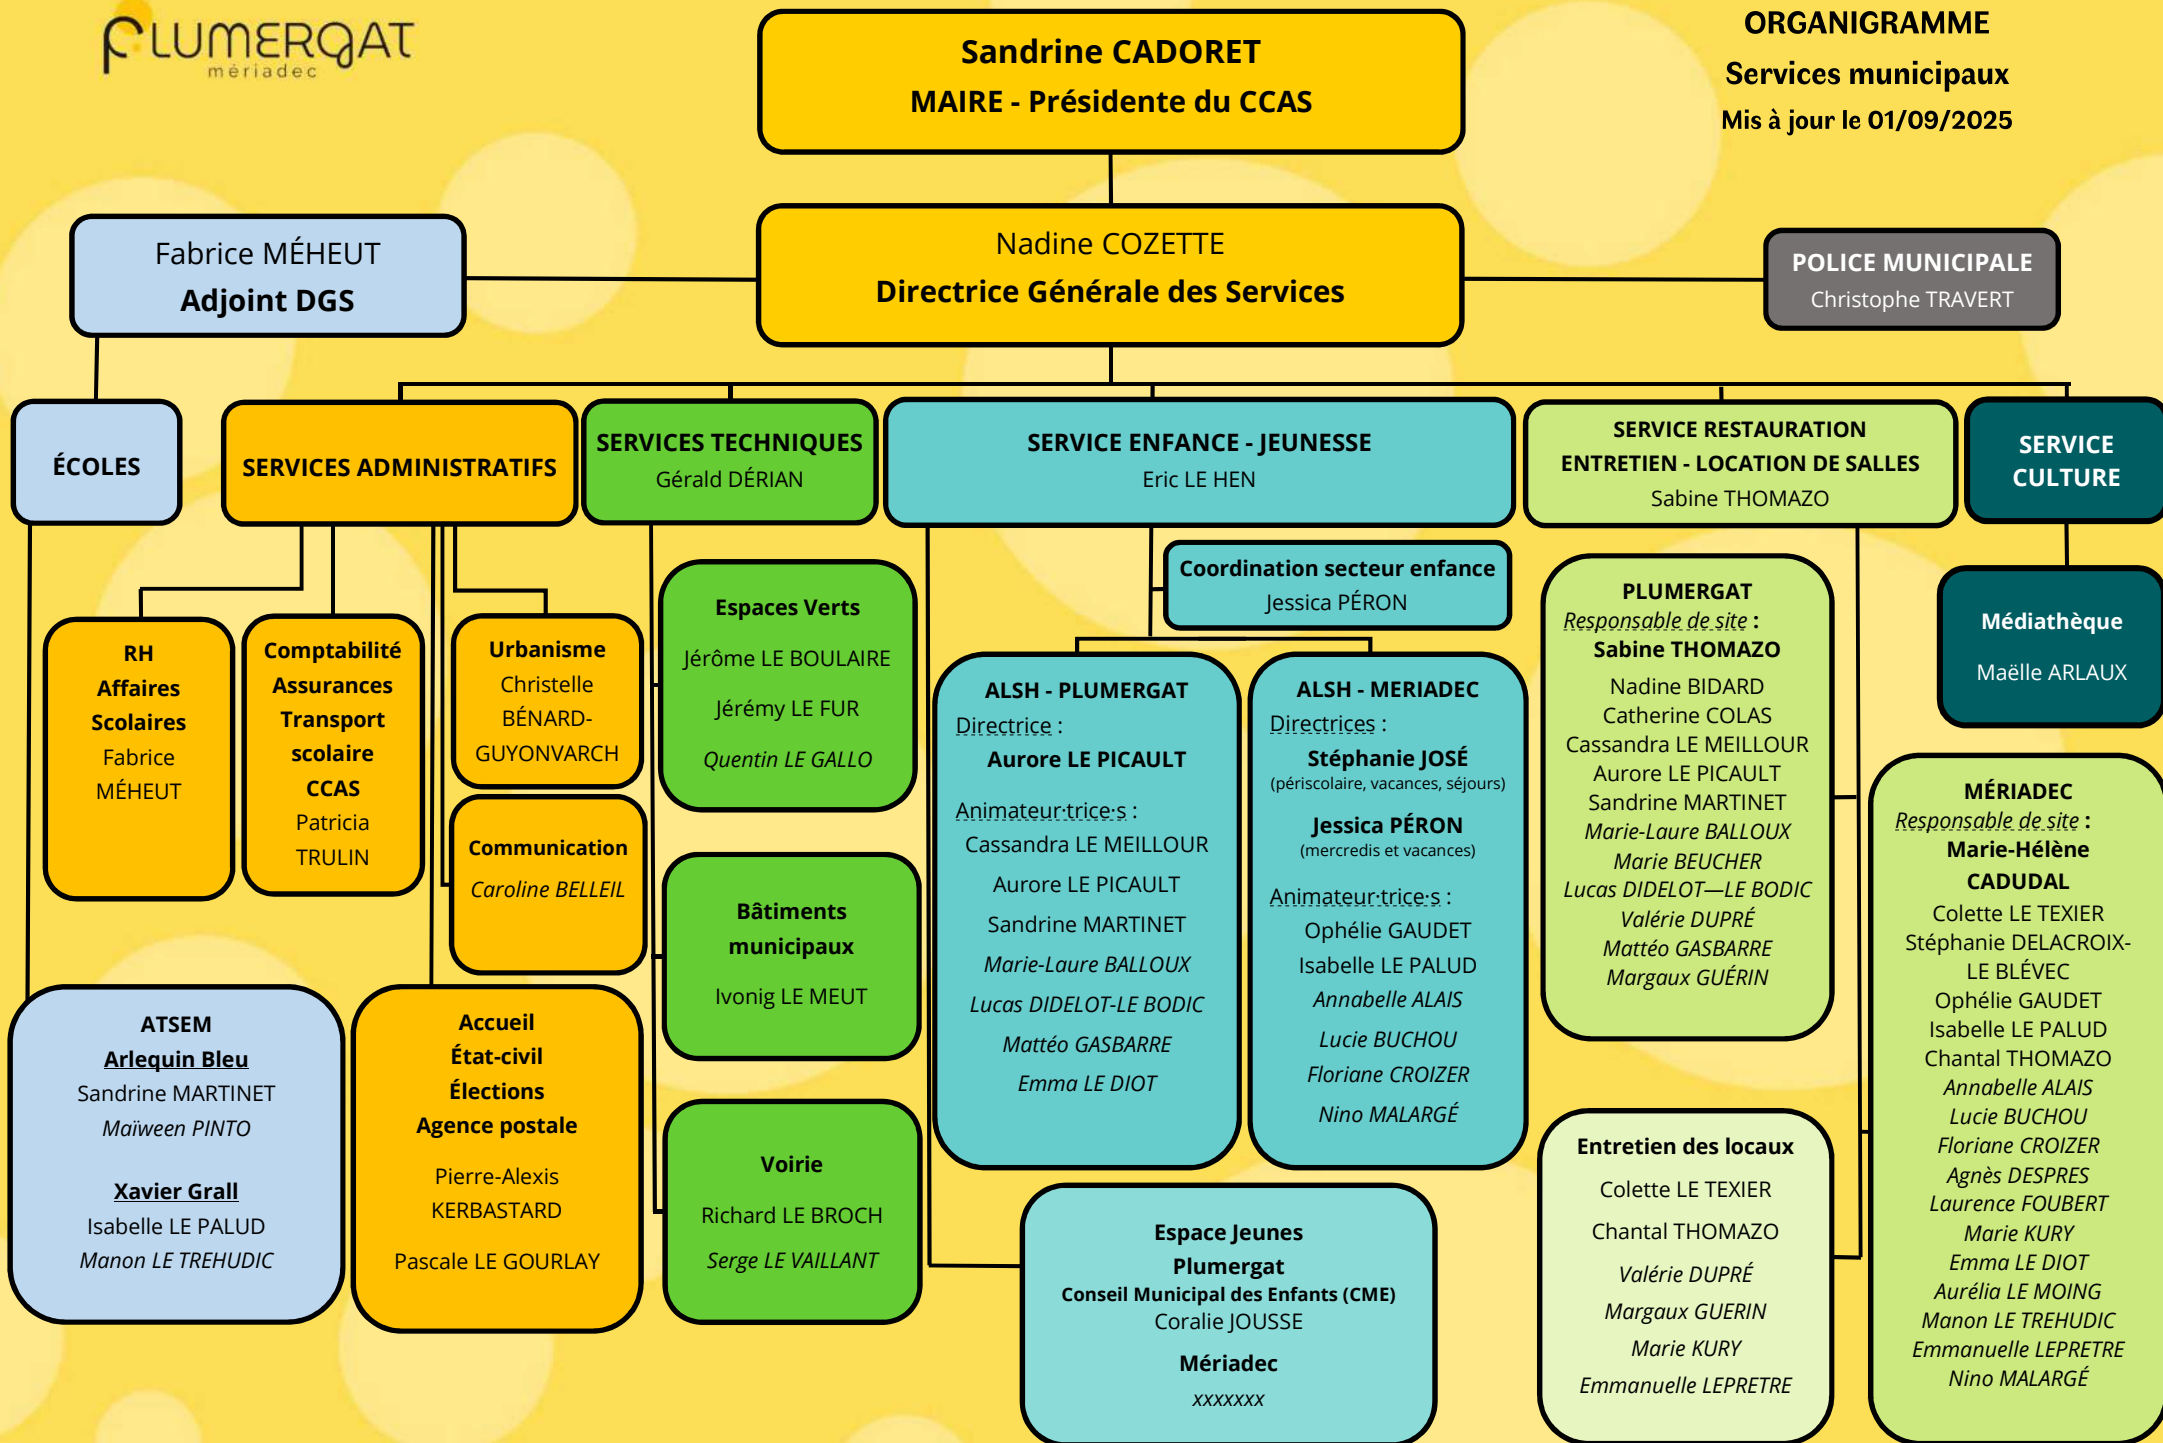 PLUMERGAT
mériadec
Sandrine CADORET
MAIRE - Présidente du CCAS
ORGANIGRAMME
Services municipaux
Mis à jour le 01/09/2025
Fabrice MÉHEUT
Adjoint DGS
Nadine COZETTE
Directrice Générale des Services
POLICE MUNICIPALE
Christophe TRAVERT
ÉCOLES
SERVICES ADMINISTRATIFS
SERVICES TECHNIQUES
Gérald DÉRIAN
SERVICE ENFANCE - JEUNESSE
Eric LE HEN
SERVICE RESTAURATION
ENTRETIEN - LOCATION DE SALLES
Sabine THOMAZO
SERVICE
CULTURE
RH
Affaires
Scolaires
Fabrice
MÉHEUT
Comptabilité
Assurances
Transport
scolaire
CCAS
Patricia
TRULIN
Urbanisme
Christelle
BÉNARD-
GUYONVARCH
Communication
Caroline BELLEIL
Espaces Verts
Jérôme LE BOULAIRE
Jérémy LE FUR
Quentin LE GALLO
Bâtiments
municipaux
Ivonig LE MEUT
Voirie
Richard LE BROCH
Serge LE VAILLANT
Coordination secteur enfance
Jessica PÉRON
ALSH - PLUMERGAT
Directrice :
Aurore LE PICAULT
Animateur·trice·s :
Cassandra LE MEILLOUR
Aurore LE PICAULT
Sandrine MARTINET
Marie-Laure BALLOUX
Lucas DIDELOT-LE BODIC
Mattéo GASBARRE
Emma LE DIOT
ALSH - MERIADEC
Directrices :
Stéphanie JOSÉ
(périscolaire, vacances, séjours)
Jessica PÉRON
(mercredis et vacances)
Animateur·trice·s :
Ophélie GAUDET
Isabelle LE PALUD
Annabelle ALAIS
Lucie BUCHOU
Floriane CROIZER
Nino MALARGÉ
PLUMERGAT
Responsable de site :
Sabine THOMAZO
Nadine BIDARD
Catherine COLAS
Cassandra LE MEILLOUR
Aurore LE PICAULT
Sandrine MARTINET
Marie-Laure BALLOUX
Marie BEUCHER
Lucas DIDELOT—LE BODIC
Valérie DUPRÉ
Mattéo GASBARRE
Margaux GUÉRIN
Médiathèque
Maëlle ARLAUX
MÉRIADEC
Responsable de site :
Marie-Hélène
CADUDAL
Colette LE TEXIER
Stéphanie DELACROIX-
LE BLÉVEC
Ophélie GAUDET
Isabelle LE PALUD
Chantal THOMAZO
Annabelle ALAIS
Lucie BUCHOU
Floriane CROIZER
Agnès DESPRES
Laurence FOUBERT
Marie KURY
Emma LE DIOT
Aurélia LE MOING
Manon LE TREHUDIC
Emmanuelle LEPRETRE
Nino MALARGÉ
ATSEM
Arlequin Bleu
Sandrine MARTINET
Maïween PINTO
Xavier Grall
Isabelle LE PALUD
Manon LE TREHUDIC
Accueil
État-civil
Élections
Agence postale
Pierre-Alexis
KERBASTARD
Pascale LE GOURLAY
Espace Jeunes
Plumergat
Conseil Municipal des Enfants (CME)
Coralie JOUSSE
Mériadec
xxxxxxx
Entretien des locaux
Colette LE TEXIER
Chantal THOMAZO
Valérie DUPRÉ
Margaux GUERIN
Marie KURY
Emmanuelle LEPRETRE